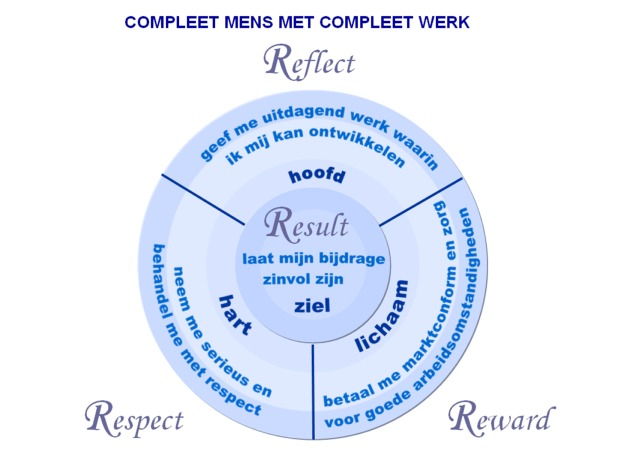 COMPLEET MENS MET COMPLEET WERK
Reflect
geef me uitdagend werk waarin
ik mij kan ontwikkelen
hoofd
Result
laat mijn bijdrage
zinvol zijn
ziel
hart
neem me serieus en
behandel me met respect
lichaam
betaal me marktconform en zorg
voor goede arbeidsomstandigheden
Respect
Reward